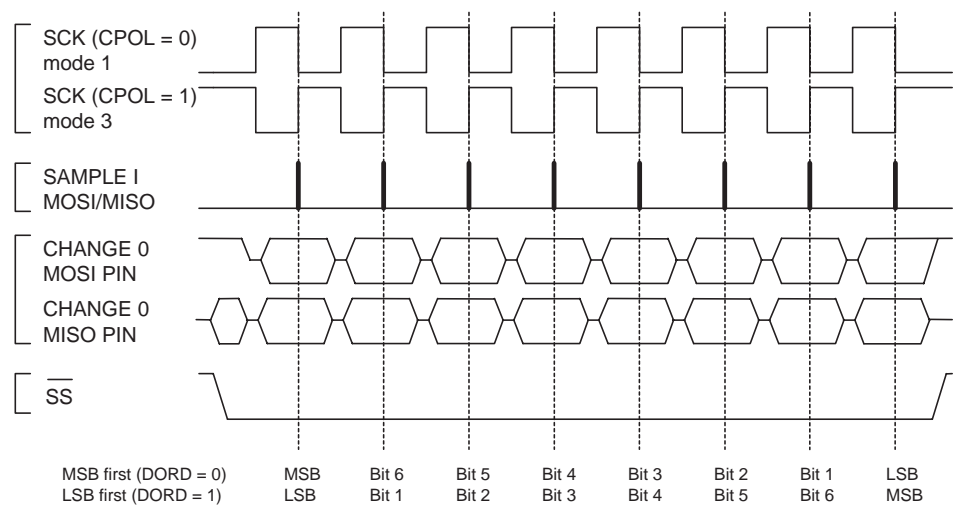 SCK (CPOL = 0)
mode 1
SCK (CPOL = 1)
mode 3
SAMPLE I
MOSI/MISO
CHANGE 0
MOSI PIN
CHANGE 0
MISO PIN
SS
MSB first (DORD = 0) MSB Bit 6 Bit 5 Bit 4 Bit 3 Bit 2 Bit 1 LSB
LSB first (DORD = 1) LSB Bit 1 Bit 2 Bit 3 Bit 4 Bit 5 Bit 6 MSB